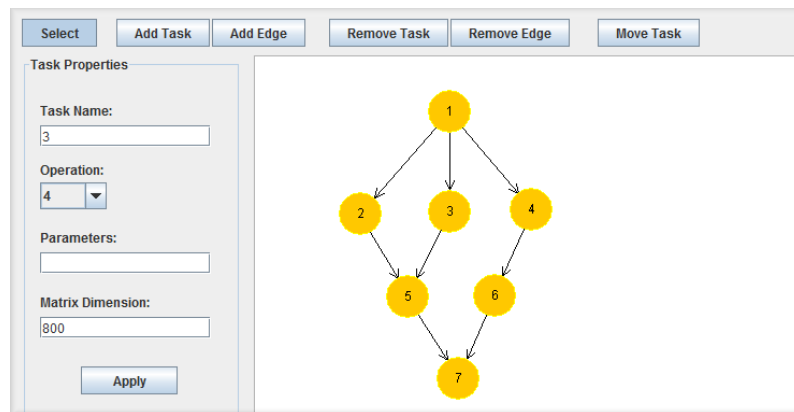 Select Add Task Add Edge Remove Task Remove Edge Move Task
Task Properties
Task Name:
3
Operation:
4
Parameters:
Matrix Dimension:
800
Apply
1
2 3 4
5 6
7